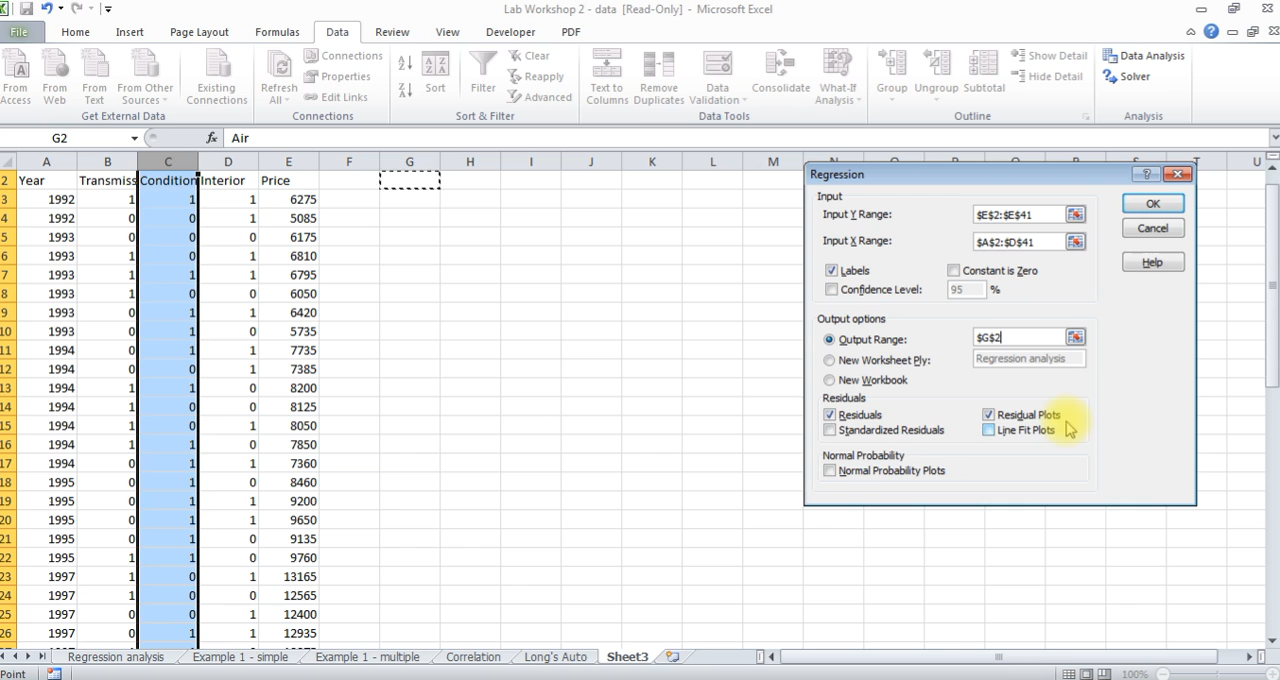 Lab Workshop 2 - data [Read-Only] - Microsoft Excel
File Home Insert Page Layout Formulas Data Review View Developer PDF
From Access
From Web
From Text
From Other Sources
Existing Connections
Get External Data
Refresh All
Connections
Properties
Edit Links
Connections
Sort
Filter
Clear
Reapply
Advanced
Sort & Filter
Text to Columns
Remove Duplicates
Data Validation
Consolidate
What-If Analysis
Data Tools
Group
Ungroup
Subtotal
Show Detail
Hide Detail
Outline
Data Analysis
Solver
Analysis
G2 fx Air
A B C D E F G H I J K L M U
2 Year Transmiss Condition Interior Price
3 1992 1 1 1 6275
4 1992 0 0 1 5085
5 1993 0 0 0 6175
6 1993 1 0 1 6810
7 1993 1 1 1 6795
8 1993 1 0 0 6050
9 1993 0 1 1 6420
10 1993 0 1 0 5735
11 1994 0 1 1 7735
12 1994 0 1 0 7385
13 1994 1 1 0 8200
14 1994 1 0 0 8125
15 1994 1 1 1 8050
16 1994 1 1 0 7850
17 1994 0 1 1 7360
18 1995 0 1 0 8460
19 1995 0 1 1 9200
20 1995 0 1 1 9650
21 1995 0 1 0 9135
22 1995 1 1 0 9760
23 1997 1 0 1 13165
24 1997 1 0 0 12565
25 1997 0 0 1 12400
26 1997 0 1 1 12935
Regression
Input
Input Y Range: $E$2:$E$41
Input X Range: $A$2:$D$41
Labels Constant is Zero
Confidence Level: 95 %
OK
Cancel
Help
Output options
Output Range: $G$2
New Worksheet Ply: Regression analysis
New Workbook
Residuals
Residuals Residual Plots
Standardized Residuals Line Fit Plots
Normal Probability
Normal Probability Plots
Regression analysis Example 1 - simple Example 1 - multiple Correlation Long's Auto Sheet3
Point 100%